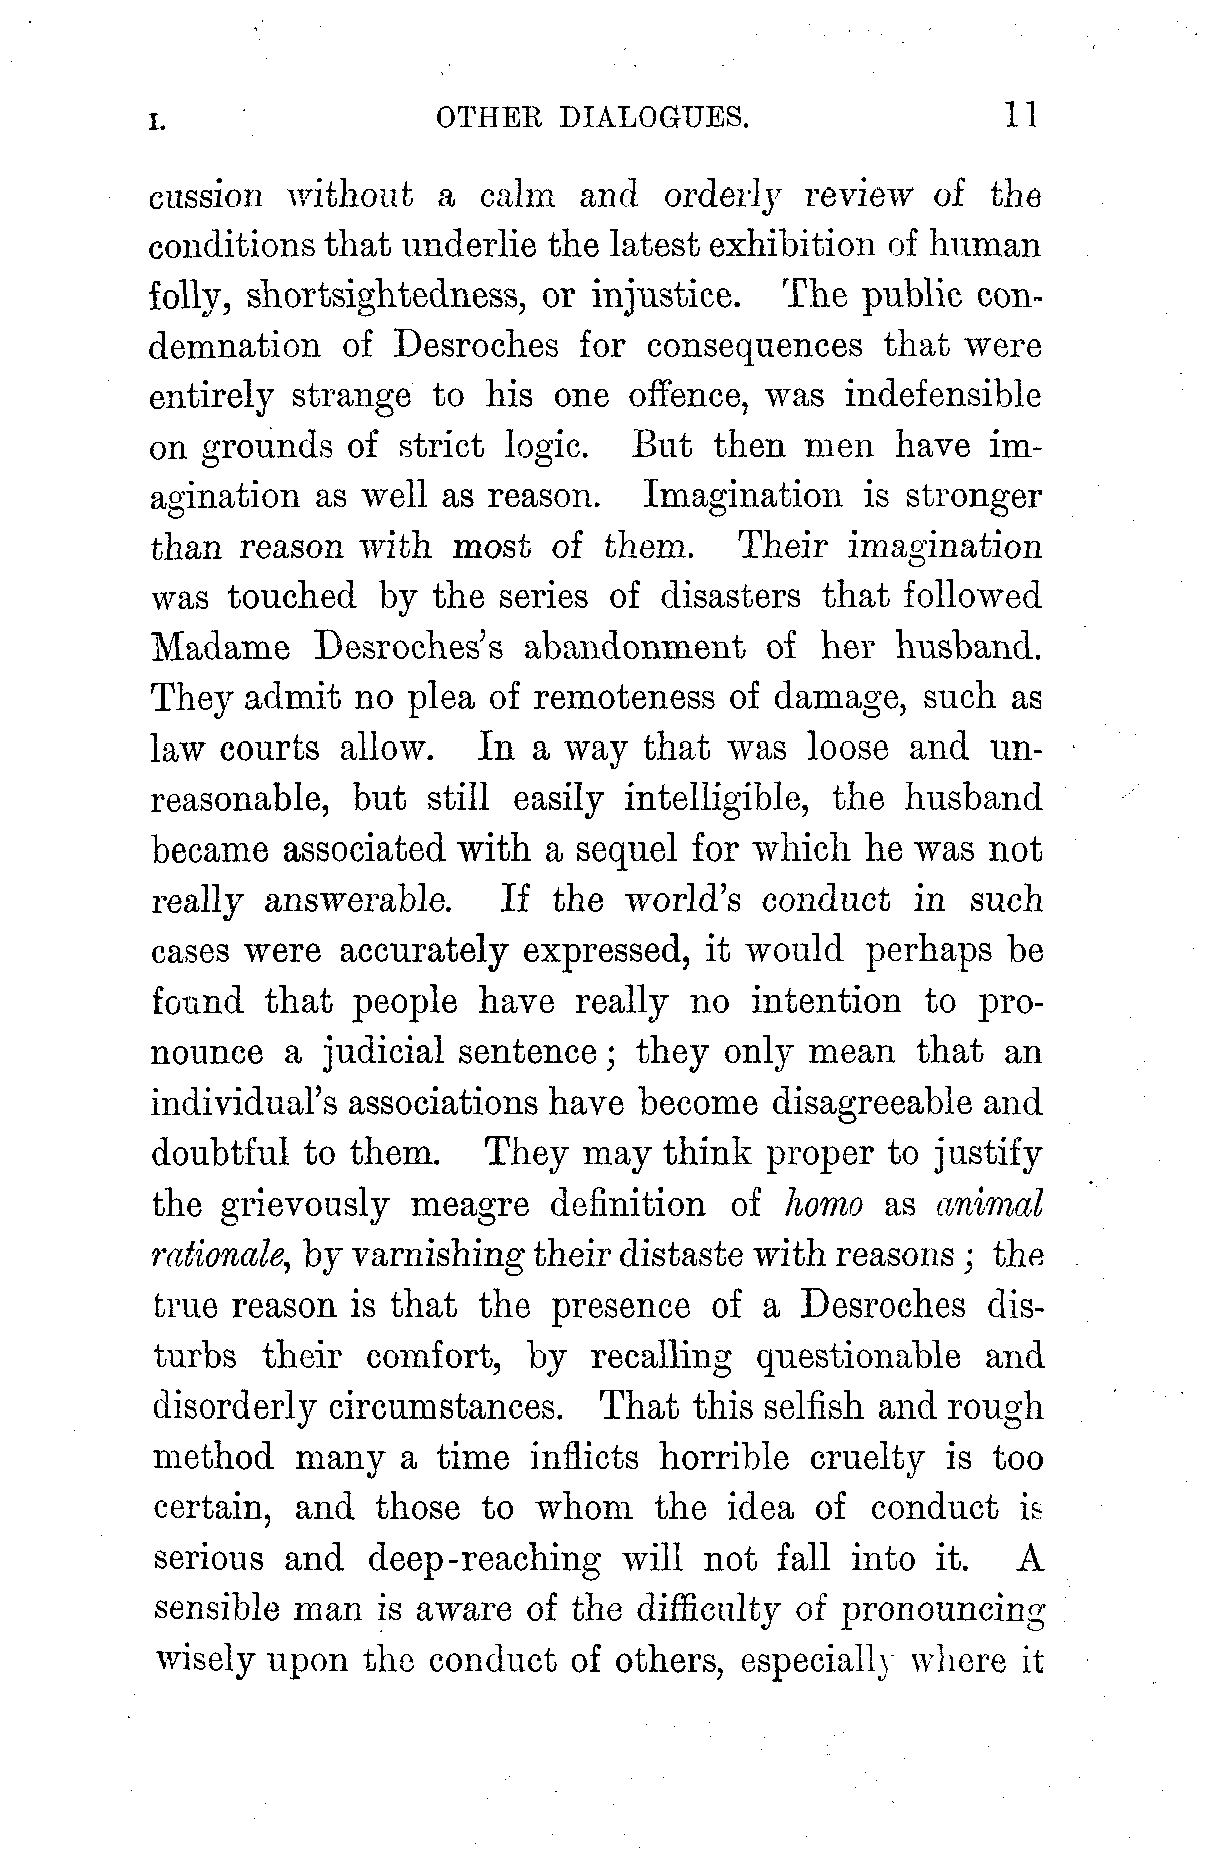 I. OTHER DIALOGUES. 11
cussion without a calm and orderly review of the
conditions that underlie the latest exhibition of human
folly, shortsightedness, or injustice. The public con-
demnation of Desroches for consequences that were
entirely strange to his one offence, was indefensible
on grounds of strict logic. But then men have im-
agination as well as reason. Imagination is stronger
than reason with most of them. Their imagination
was touched by the series of disasters that followed
Madame Desroches's abandonment of her husband.
They admit no plea of remoteness of damage, such as
law courts allow. In a way that was loose and un-
reasonable, but still easily intelligible, the husband
became associated with a sequel for which he was not
really answerable. If the world's conduct in such
cases were accurately expressed, it would perhaps be
found that people have really no intention to pro-
nounce a judicial sentence; they only mean that an
individual's associations have become disagreeable and
doubtful to them. They may think proper to justify
the grievously meagre definition of homo as animal
rationale, by varnishing their distaste with reasons; the
true reason is that the presence of a Desroches dis-
turbs their comfort, by recalling questionable and
disorderly circumstances. That this selfish and rough
method many a time inflicts horrible cruelty is too
certain, and those to whom the idea of conduct is
serious and deep-reaching will not fall into it. A
sensible man is aware of the difficulty of pronouncing
wisely upon the conduct of others, especially where it